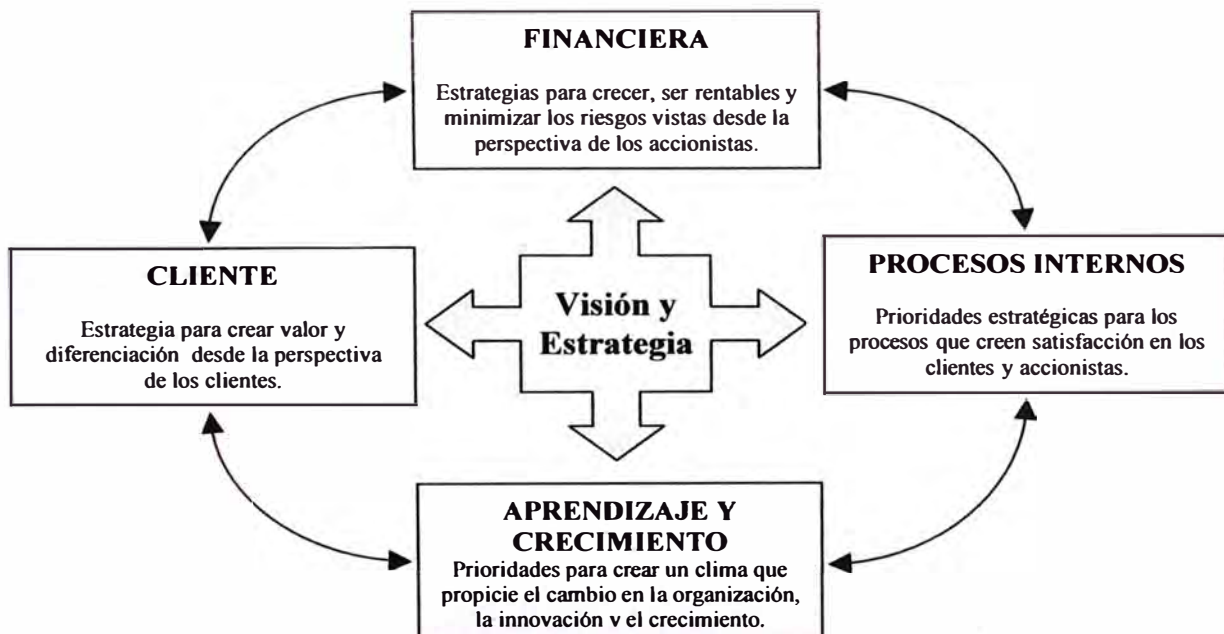 FINANCIERA
Estrategias para crecer, ser rentables y
minimizar los riesgos vistas desde la
perspectiva de los accionistas.
CLIENTE
Estrategia para crear valor y
diferenciación desde la perspectiva
de los clientes.
Visión y
Estrategia
PROCESOS INTERNOS
Prioridades estratégicas para los
procesos que creen satisfacción en los
clientes y accionistas.
APRENDIZAJE Y
CRECIMIENTO
Prioridades para crear un clima que
propicie el cambio en la organización,
la innovación y el crecimiento.